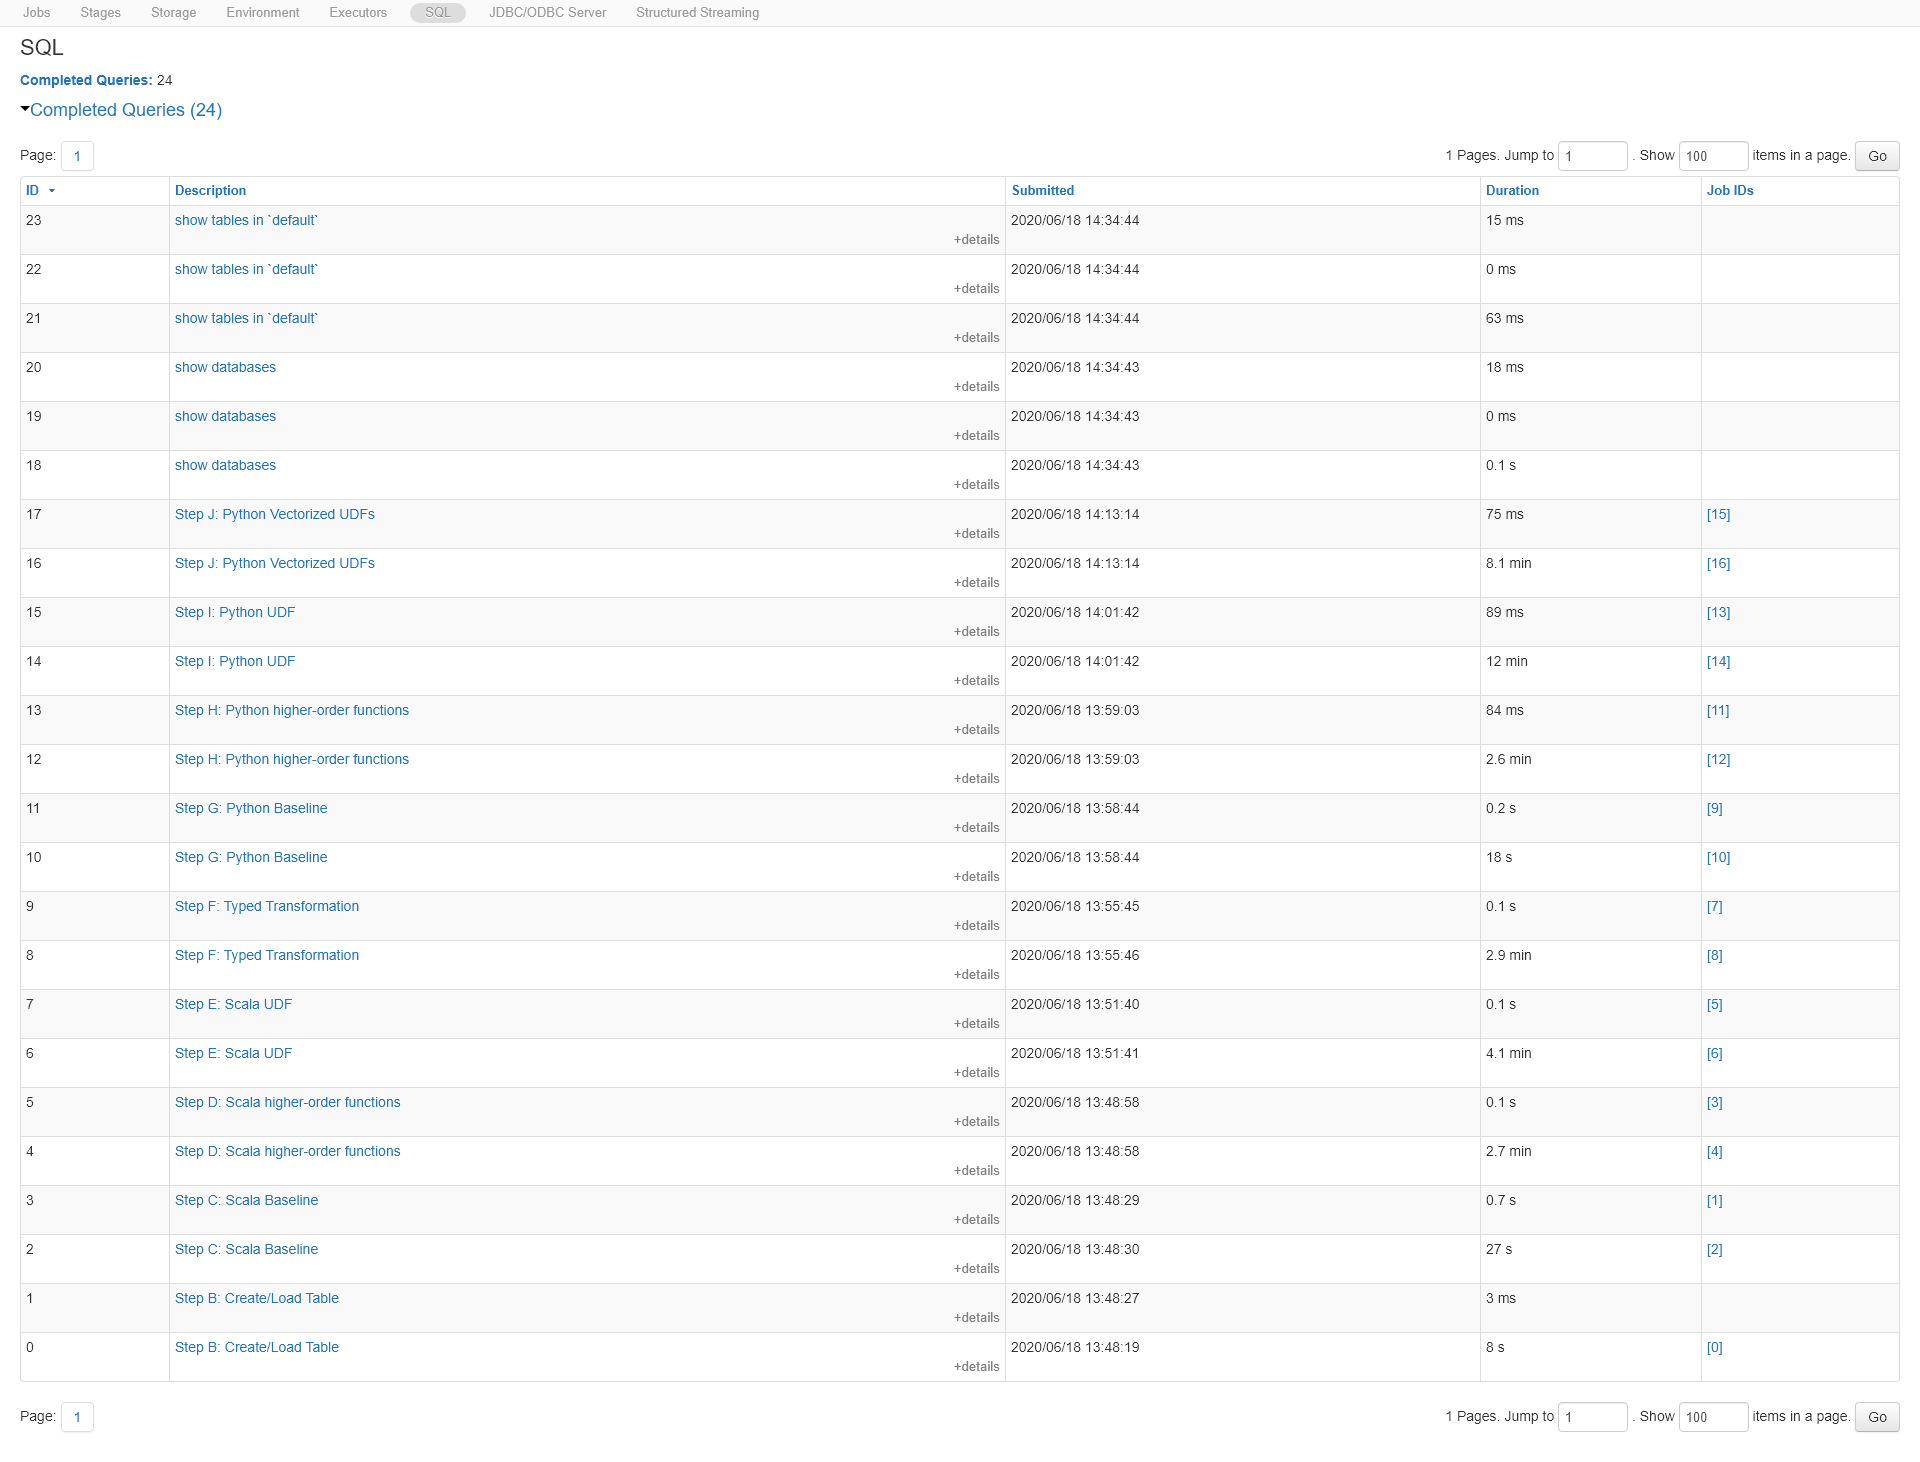 Jobs Stages Storage Environment Executors SQL JDBC/ODBC Server Structured Streaming
SQL
Completed Queries: 24
Completed Queries (24)
Page: 1 1 Pages. Jump to 1 . Show 100 items in a page. Go
ID Description Submitted Duration Job IDs
23 show tables in `default` 2020/06/18 14:34:44 15 ms
+details
22 show tables in `default` 2020/06/18 14:34:44 0 ms
+details
21 show tables in `default` 2020/06/18 14:34:44 63 ms
+details
20 show databases 2020/06/18 14:34:43 18 ms
+details
19 show databases 2020/06/18 14:34:43 0 ms
+details
18 show databases 2020/06/18 14:34:43 0.1 s
+details
17 Step J: Python Vectorized UDFs 2020/06/18 14:13:14 75 ms [15]
+details
16 Step J: Python Vectorized UDFs 2020/06/18 14:13:14 8.1 min [16]
+details
15 Step I: Python UDF 2020/06/18 14:01:42 89 ms [13]
+details
14 Step I: Python UDF 2020/06/18 14:01:42 12 min [14]
+details
13 Step H: Python higher-order functions 2020/06/18 13:59:03 84 ms [11]
+details
12 Step H: Python higher-order functions 2020/06/18 13:59:03 2.6 min [12]
+details
11 Step G: Python Baseline 2020/06/18 13:58:44 0.2 s [9]
+details
10 Step G: Python Baseline 2020/06/18 13:58:44 18 s [10]
+details
9 Step F: Typed Transformation 2020/06/18 13:55:45 0.1 s [7]
+details
8 Step F: Typed Transformation 2020/06/18 13:55:46 2.9 min [8]
+details
7 Step E: Scala UDF 2020/06/18 13:51:40 0.1 s [5]
+details
6 Step E: Scala UDF 2020/06/18 13:51:41 4.1 min [6]
+details
5 Step D: Scala higher-order functions 2020/06/18 13:48:58 0.1 s [3]
+details
4 Step D: Scala higher-order functions 2020/06/18 13:48:58 2.7 min [4]
+details
3 Step C: Scala Baseline 2020/06/18 13:48:29 0.7 s [1]
+details
2 Step C: Scala Baseline 2020/06/18 13:48:30 27 s [2]
+details
1 Step B: Create/Load Table 2020/06/18 13:48:27 3 ms
+details
0 Step B: Create/Load Table 2020/06/18 13:48:19 8 s [0]
+details
Page: 1 1 Pages. Jump to 1 . Show 100 items in a page. Go